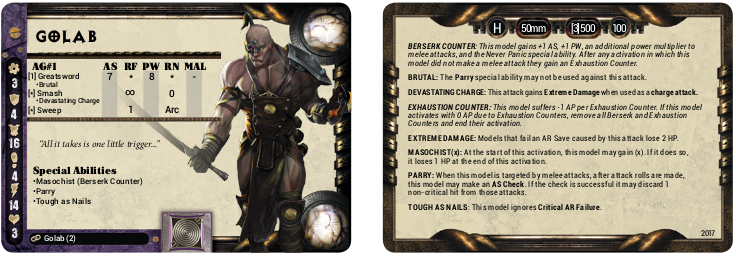 GOLAB
AG#1 AS RF PW RN MAL
[1] Greatsword 7 * 8 * -
•Brutal
[*] Smash ∞ 0
•Devastating Charge
[*] Sweep 1 Arc
3
4
16
4
14
3
"All it takes is one little trigger..."
Special Abilities
•Masochist (Berserk Counter)
•Parry
•Tough as Nails
Golab (2)
H 50mm 3|500 100
BERSERK COUNTER: This model gains +1 AS, +1 PW, an additional power multiplier to
melee attacks, and the Never Panic special ability. After any activation in which this
model did not make a melee attack they gain an Exhaustion Counter.
BRUTAL: The Parry special ability may not be used against this attack.
DEVASTATING CHARGE: This attack gains Extreme Damage when used as a charge attack.
EXHAUSTION COUNTER: This model suffers -1 AP per Exhaustion Counter. If this model
activates with 0 AP due to Exhaustion Counters, remove all Berserk and Exhaustion
Counters and end their activation.
EXTREME DAMAGE: Models that fail an AR Save caused by this attack lose 2 HP.
MASOCHIST(x): At the start of this activation, this model may gain (x). If it does so,
it loses 1 HP at the end of this activation.
PARRY: When this model is targeted by melee attacks, after attack rolls are made,
this model may make an AS Check. If the check is successful it may discard 1
non-critical hit from those attacks.
TOUGH AS NAILS: This model ignores Critical AR Failure.
2017